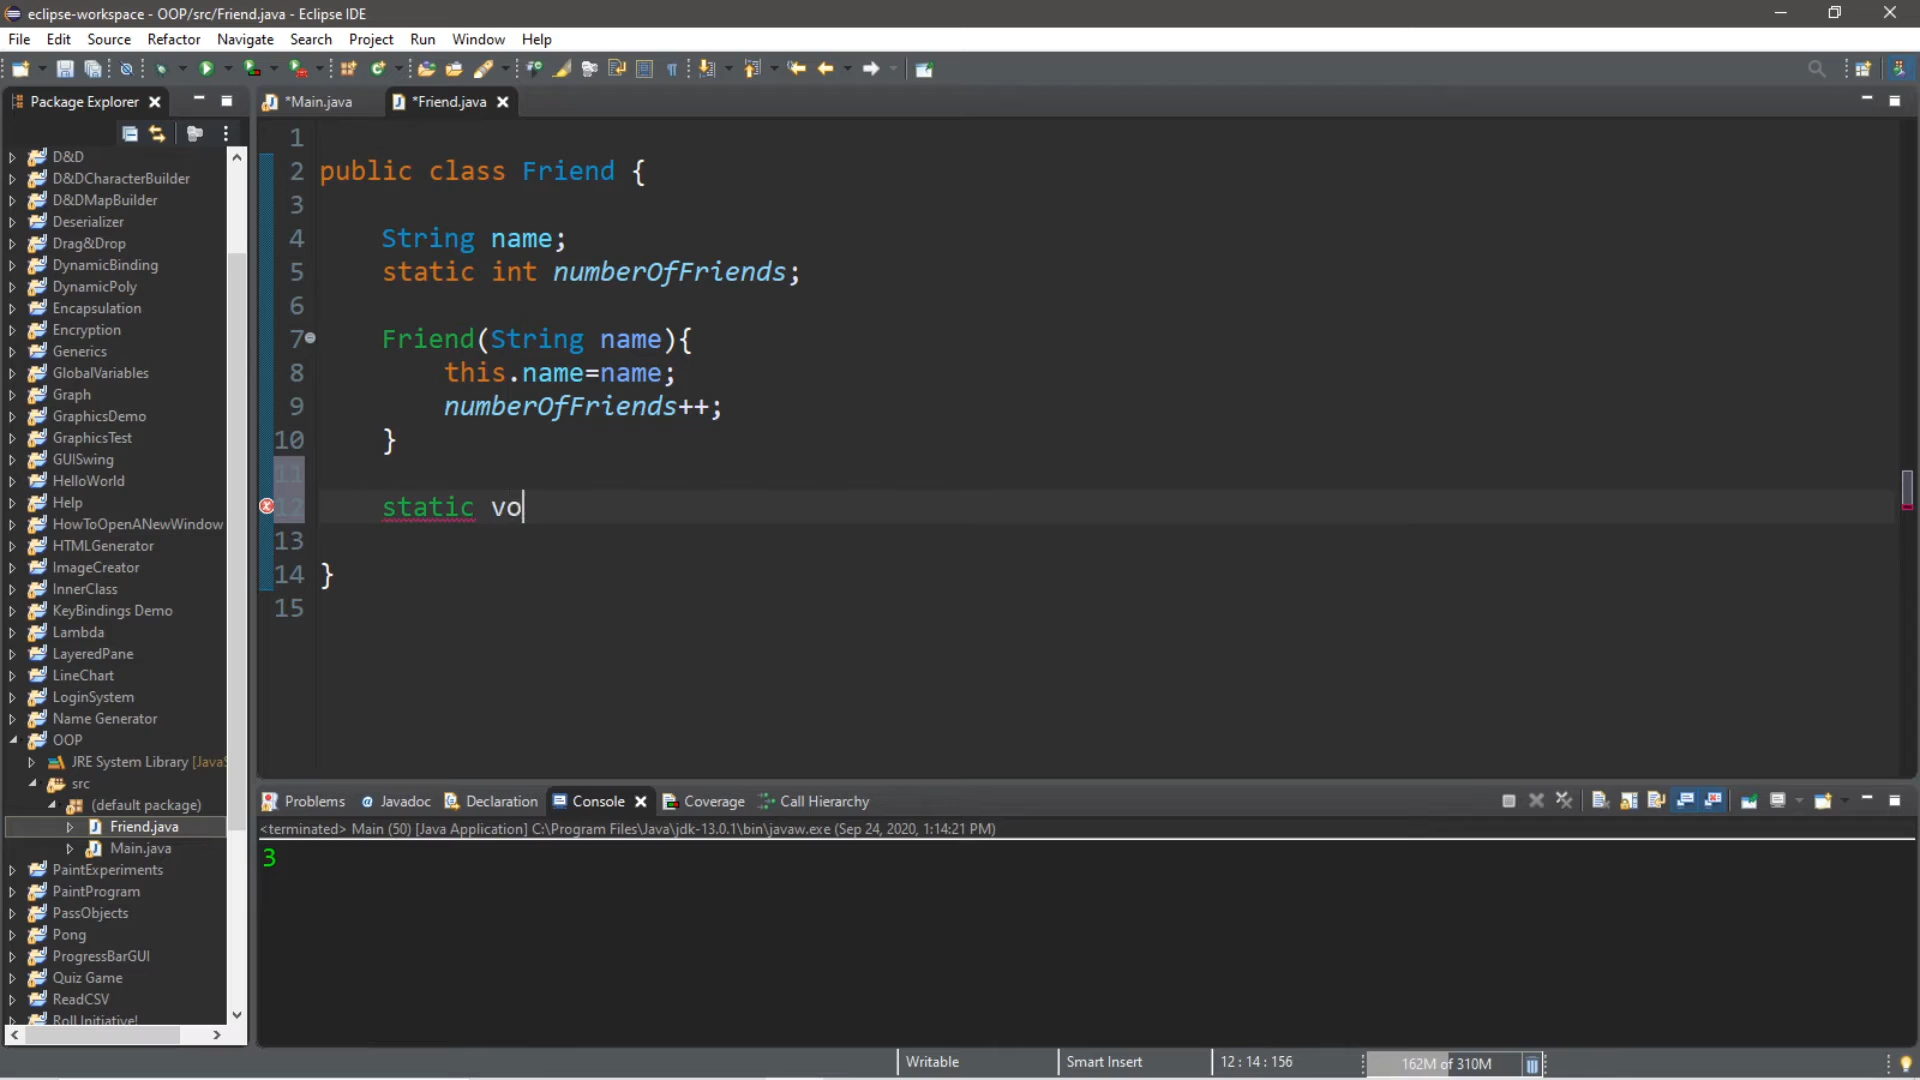 eclipse-workspace - OOP/src/Friend.java - Eclipse IDE
File Edit Source Refactor Navigate Search Project Run Window Help
Package Explorer
*Main.java *Friend.java
D&D
D&DCharacterBuilder
D&DMapBuilder
Deserializer
Drag&Drop
DynamicBinding
DynamicPoly
Encapsulation
Encryption
Generics
GlobalVariables
Graph
GraphicsDemo
GraphicsTest
GUISwing
HelloWorld
Help
HowToOpenANewWindow
HTMLGenerator
ImageCreator
InnerClass
KeyBindings Demo
Lambda
LayeredPane
LineChart
LoginSystem
Name Generator
OOP
JRE System Library [JavaS
src
(default package)
Friend.java
Main.java
PaintExperiments
PaintProgram
PassObjects
Pong
ProgressBarGUI
Quiz Game
ReadCSV
RollInitiative!
1
2 public class Friend {
3
4 String name;
5 static int numberOfFriends;
6
7 Friend(String name){
8 this.name=name;
9 numberOfFriends++;
10 }
11
12 static vo
13
14 }
15
Problems Javadoc Declaration Console Coverage Call Hierarchy
<terminated> Main (50) [Java Application] C:\Program Files\Java\jdk-13.0.1\bin\javaw.exe (Sep 24, 2020, 1:14:21 PM)
3
Writable Smart Insert 12 : 14 : 156 162M of 310M